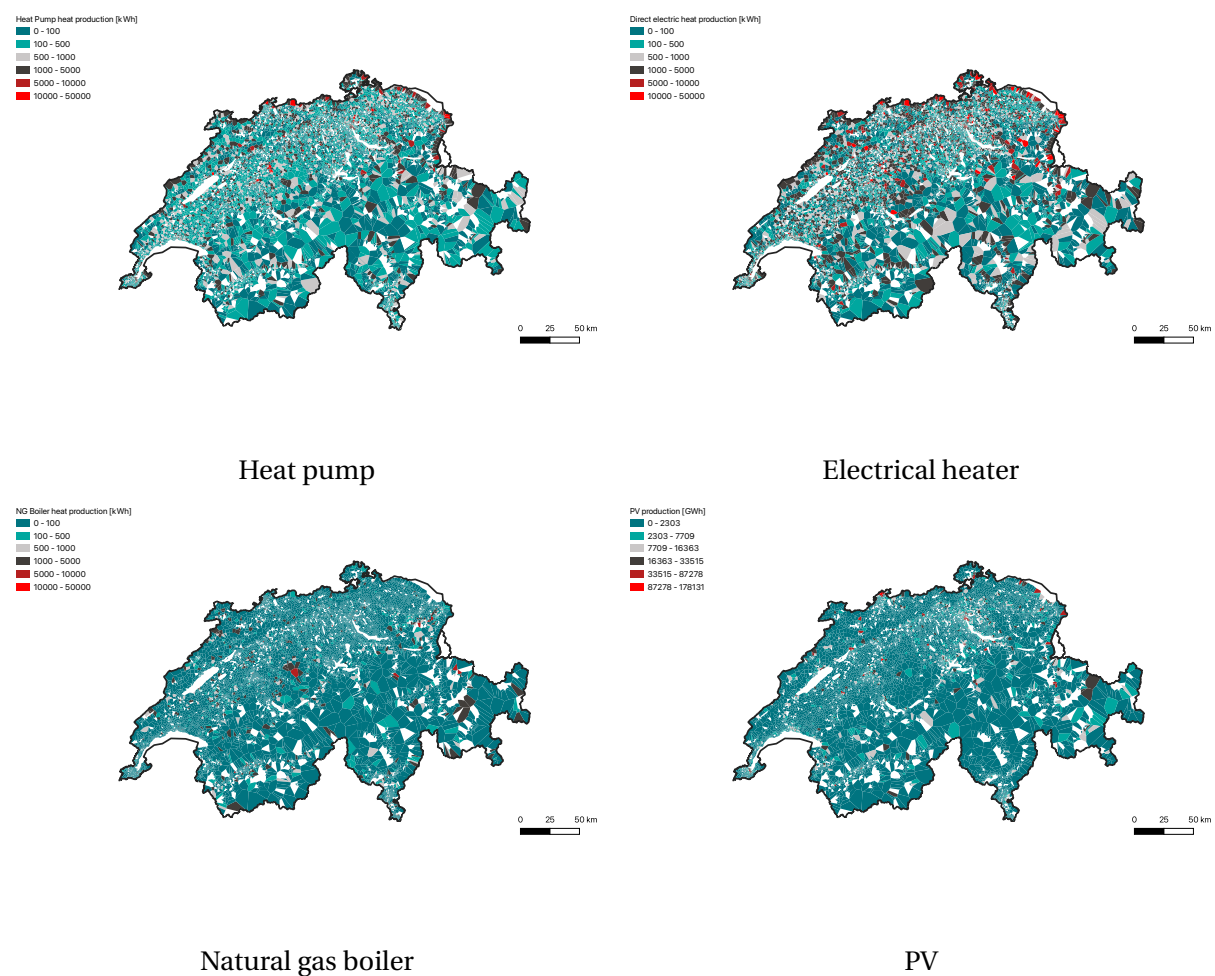 Heat Pump heat production [kWh]
0 - 100
100 - 500
500 - 1000
1000 - 5000
5000 - 10000
10000 - 50000
0 25 50 km
Heat pump
Direct electric heat production [kWh]
0 - 100
100 - 500
500 - 1000
1000 - 5000
5000 - 10000
10000 - 50000
0 25 50 km
Electrical heater
NG Boiler heat production [kWh]
0 - 100
100 - 500
500 - 1000
1000 - 5000
5000 - 10000
10000 - 50000
0 25 50 km
Natural gas boiler
PV production [GWh]
0 - 2303
2303 - 7709
7709 - 16363
16363 - 33515
33515 - 87278
87278 - 178131
0 25 50 km
PV